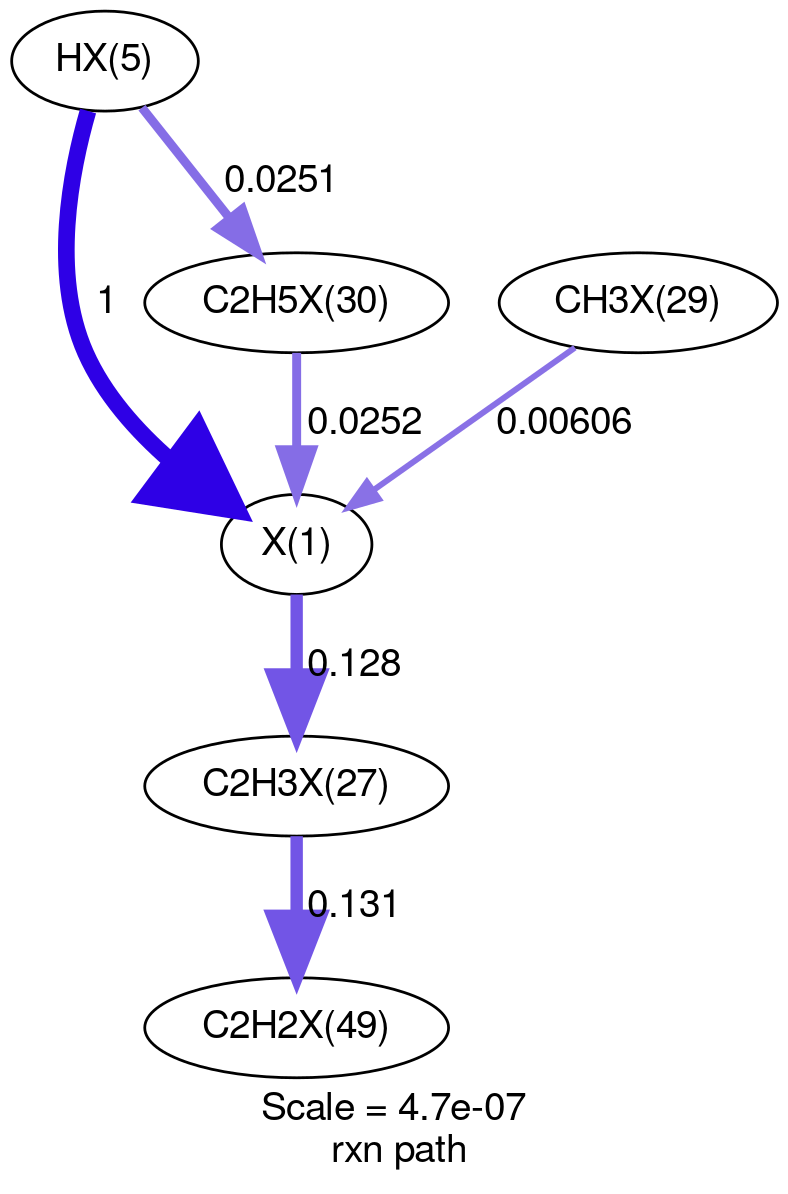 HX(5)
0.0251
1
C2H5X(30)
CH3X(29)
0.0252
0.00606
X(1)
0.128
C2H3X(27)
0.131
C2H2X(49)
Scale = 4.7e-07
rxn path